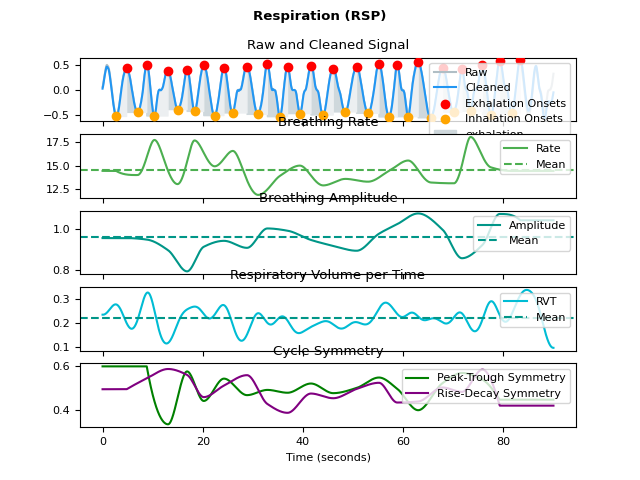 Respiration (RSP)
Raw and Cleaned Signal
0.5
0.0
−0.5
Raw
Cleaned
Exhalation Onsets
Inhalation Onsets
exhalation
Breathing Rate
17.5
15.0
12.5
Rate
Mean
Breathing Amplitude
1.0
0.8
Amplitude
Mean
Respiratory Volume per Time
0.3
0.2
0.1
RVT
Mean
Cycle Symmetry
0.6
0.4
Peak-Trough Symmetry
Rise-Decay Symmetry
0 20 40 60 80
Time (seconds)